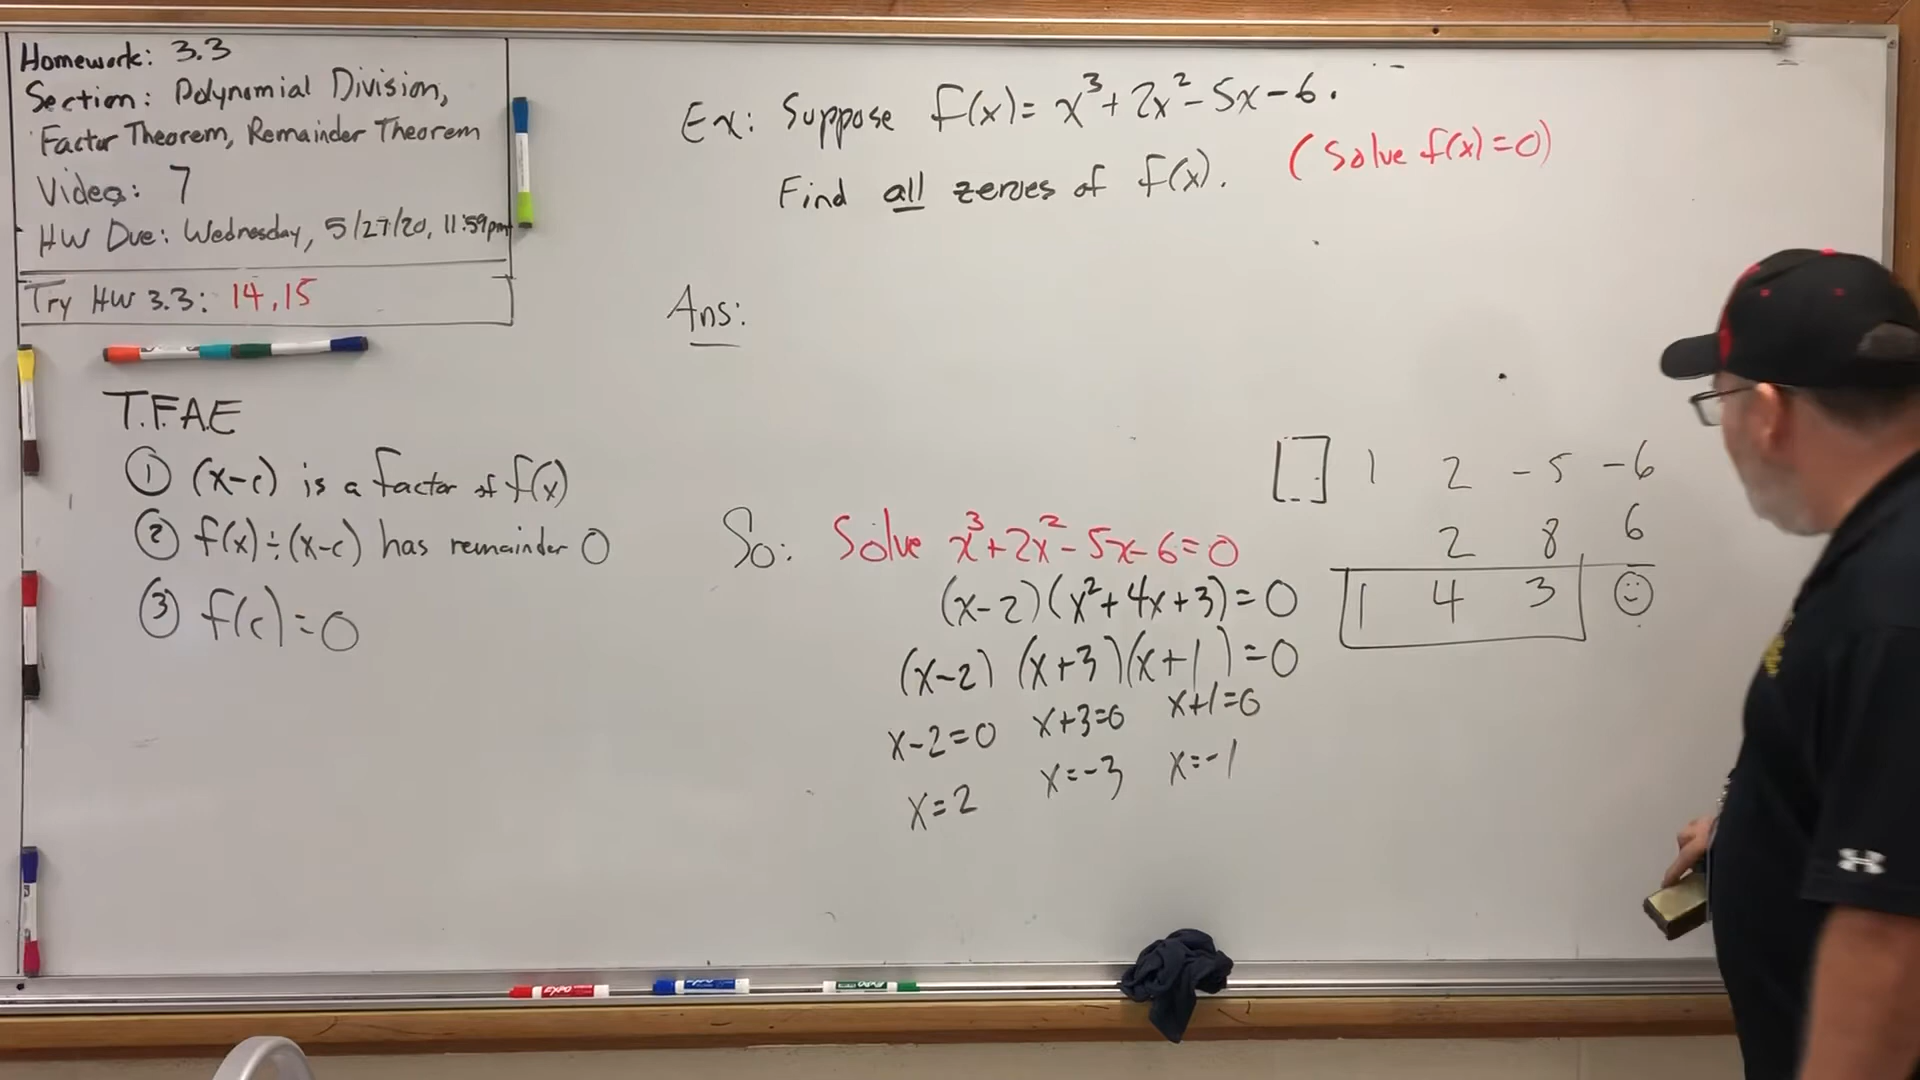 Homework: 3.3
Section: Polynomial Division,
Factor Theorem, Remainder Theorem
Video: 7
HW Due: Wednesday, 5/27/20, 11:59pm
Try HW 3.3: 14, 15
T.F.A.E
① (x-c) is a factor of f(x)
② f(x)÷(x-c) has remainder 0
③ f(c)=0
Ex: Suppose f(x)= x³+2x²-5x-6.
Find all zeroes of f(x). (Solve f(x)=0)
Ans:
So: Solve x³+2x²-5x-6=0
(x-2)(x²+4x+3)=0
(x-2) (x+3)(x+1)=0
x-2=0 x+3=0 x+1=0
x=2 x=-3 x=-1
1 2 -5 -6
2 8 6
1 4 3 ☺
EXPO
EXPO